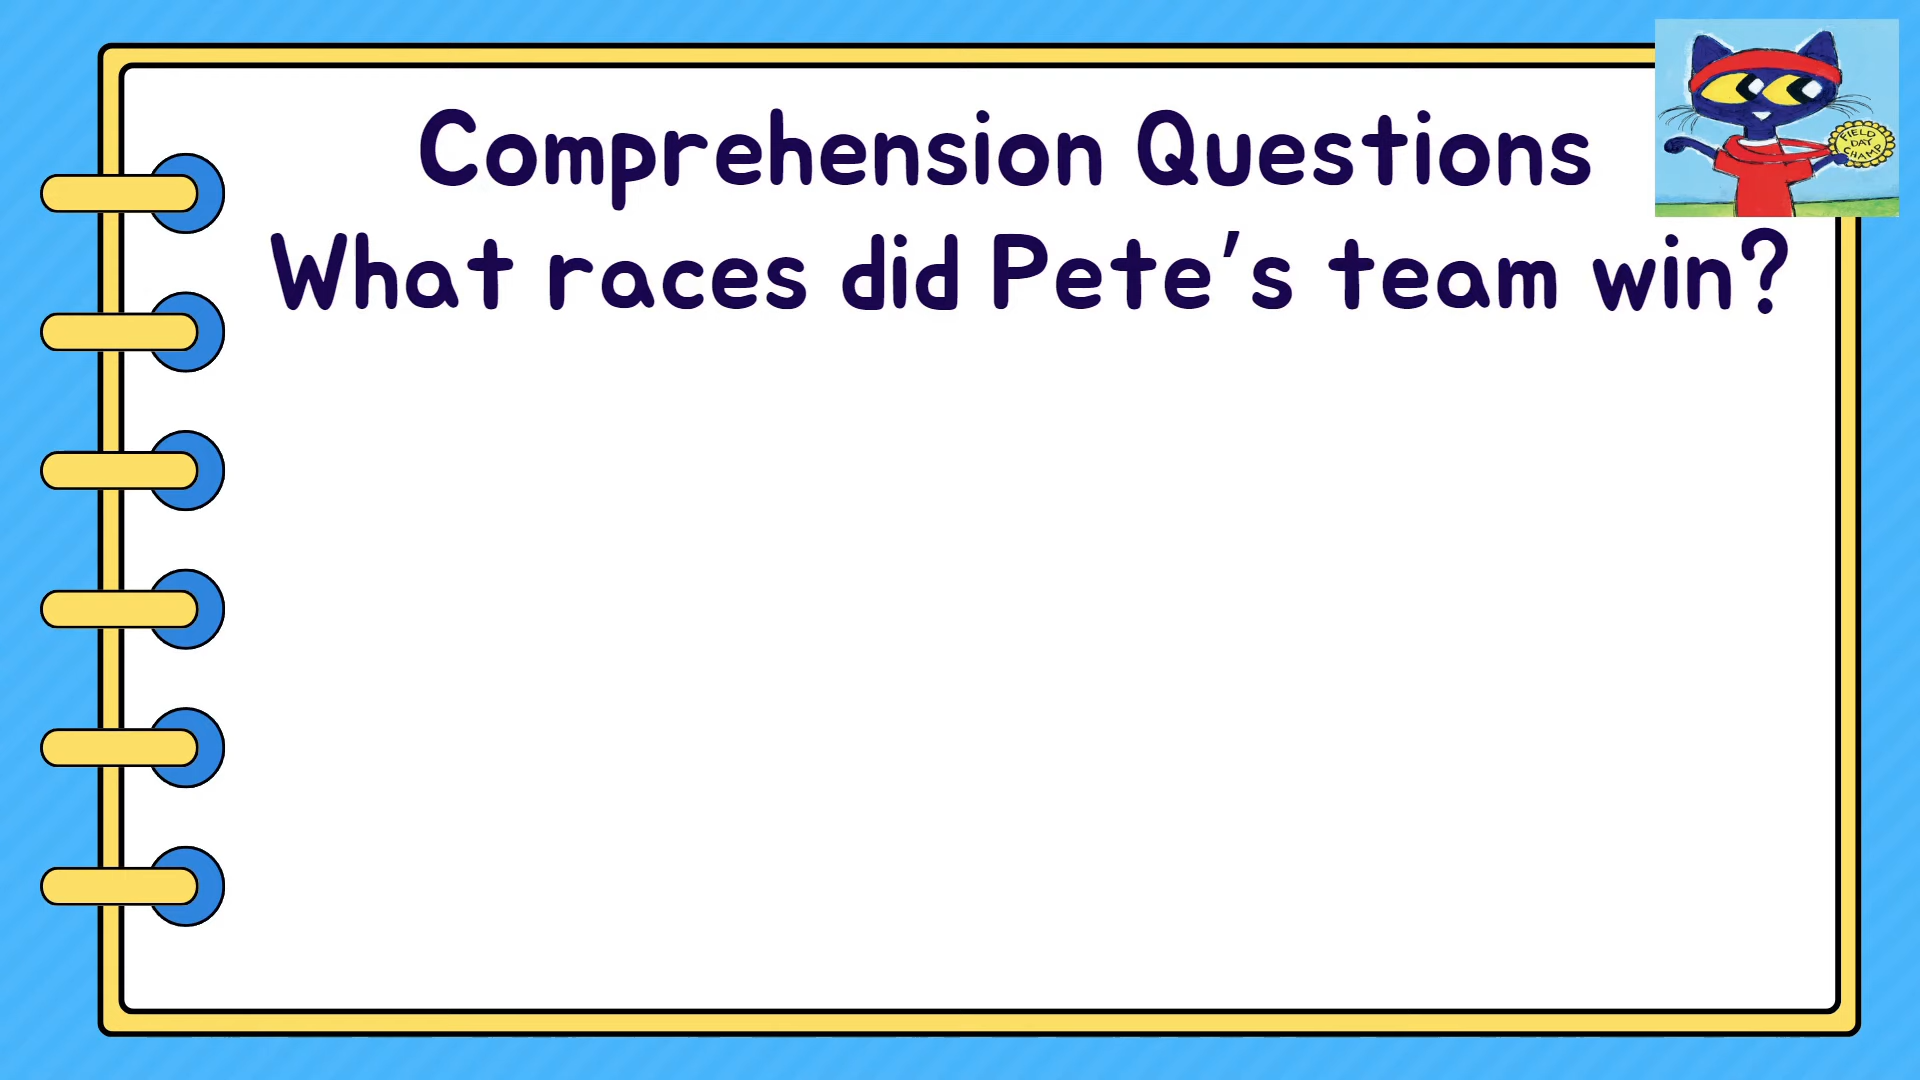 Comprehension Questions
What races did Pete's team win?
FIELD
DAY
CHAMP